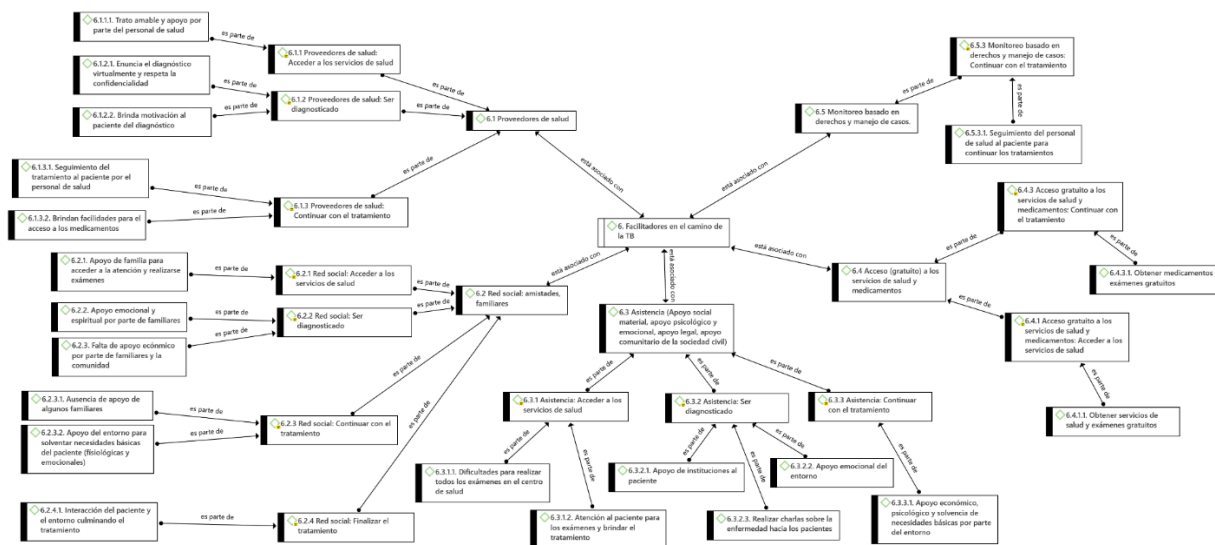 6.1.1.1. Trato amable y apoyo por
parte del personal de salud
es parte de
6.1.1 Proveedores de salud:
Acceder a los servicios de salud
6.1.2.1. Enuncia el diagnóstico
virtualmente y respeta la
confidencialidad
es parte de
es parte de
6.1.2 Proveedores de salud: Ser
diagnosticado
es parte de
6.1.2.2. Brinda motivación al
paciente del diagnóstico
es parte de
6.1 Proveedores de salud
6.1.3.1. Seguimiento del
tratamiento al paciente por el
personal de salud
es parte de
es parte de
6.1.3 Proveedores de salud:
Continuar con el tratamiento
6.1.3.2. Brindan facilidades para el
acceso a los medicamentos
es parte de
está asociado con
6. Facilitadores en el camino de
la TB
6.5.3 Monitoreo basado en
derechos y manejo de casos:
Continuar con el tratamiento
es parte de
es parte de
6.5 Monitoreo basado en
derechos y manejo de casos.
6.5.3.1. Seguimiento del personal
de salud al paciente para
continuar los tratamientos
está asociado con
6.4.3 Acceso gratuito a los
servicios de salud y
medicamentos: Continuar con
el tratamiento
está asociado con
es parte de
es parte de
6.4 Acceso (gratuito) a los
servicios de salud y
medicamentos
6.4.3.1. Obtener medicamentos y
exámenes gratuitos
es parte de
6.4.1 Acceso gratuito a los
servicios de salud y
medicamentos: Acceder a los
servicios de salud
es parte de
6.4.1.1. Obtener servicios de
salud y exámenes gratuitos
6.2.1. Apoyo de familia para
acceder a la atención y realizarse
exámenes
es parte de
6.2.1 Red social: Acceder a los
servicios de salud
es parte de
está asociado con
6.2 Red social: amistades,
familiares
6.2.2. Apoyo emocional y
espiritual por parte de familiares
es parte de
6.2.2 Red social: Ser
diagnosticado
es parte de
6.2.3. Falta de apoyo ecónmico
por parte de familiares y la
comunidad
es parte de
está asociado con
6.3 Asistencia (Apoyo social
material, apoyo psicológico y
emocional, apoyo legal, apoyo
comunitario de la sociedad civil)
6.2.3.1. Ausencia de apoyo de
algunos familiares
es parte de
es parte de
6.2.3 Red social: Continuar con el
tratamiento
6.2.3.2. Apoyo del entorno para
solventar necesidades básicas
del paciente (fisiológicas y
emocionales)
es parte de
es parte de
6.2.4.1. Interacción del paciente y
el entorno culminando el
tratamiento
es parte de
6.2.4 Red social: Finalizar el
tratamiento
es parte de
es parte de
es parte de
6.3.1 Asistencia: Acceder a los
servicios de salud
6.3.2 Asistencia: Ser
diagnosticado
6.3.3 Asistencia: Continuar
con el tratamiento
es parte de
es parte de
es parte de
es parte de
es parte de
es parte de
6.3.1.1. Dificultades para realizar
todos los exámenes en el centro
de salud
6.3.2.1. Apoyo de instituciones al
paciente
6.3.2.2. Apoyo emocional del
entorno
6.3.1.2. Atención al paciente para
los exámenes y brindar el
tratamiento
6.3.2.3. Realizar charlas sobre la
enfermedad hacia los pacientes
6.3.3.1. Apoyo económico,
psicológico y solvencia de
necesidades básicas por parte
del entorno